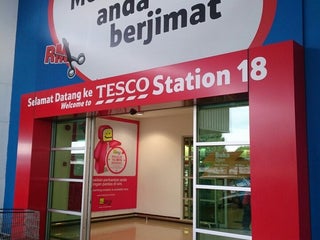 anda
berjimat
RM
Selamat Datang ke TESCO Station 18
Welcome to